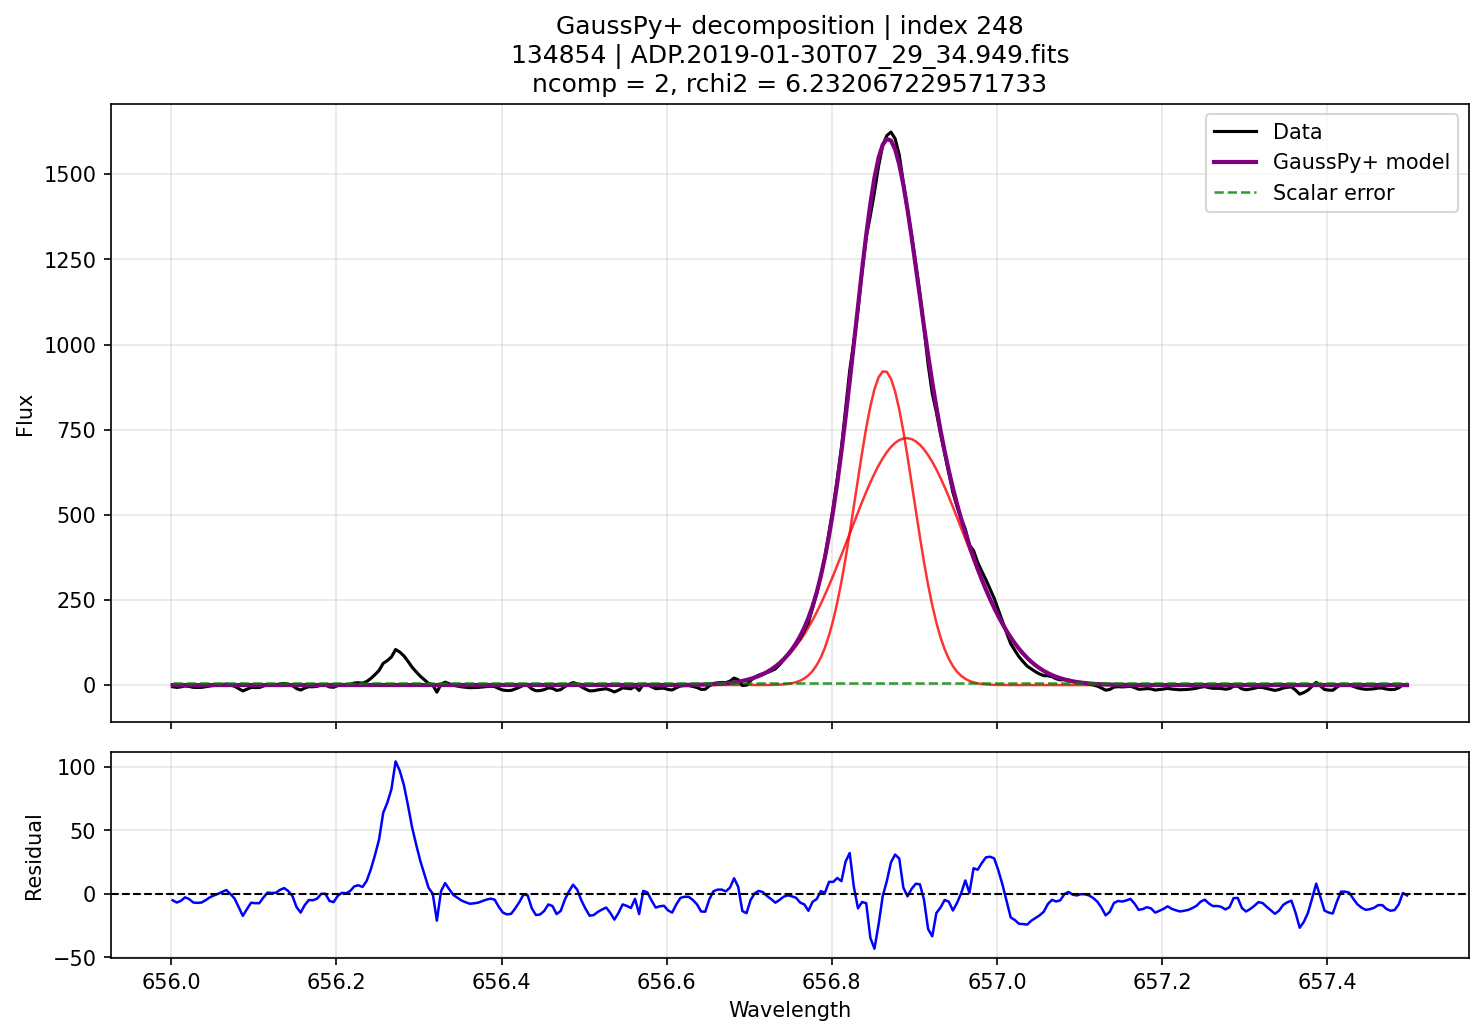 GaussPy+ decomposition | index 248
134854 | ADP.2019-01-30T07_29_34.949.fits
ncomp = 2, rchi2 = 6.232067229571733
Data
GaussPy+ model
Scalar error
1500
1250
1000
750
500
250
0
Flux
100
50
0
−50
Residual
656.0 656.2 656.4 656.6 656.8 657.0 657.2 657.4
Wavelength